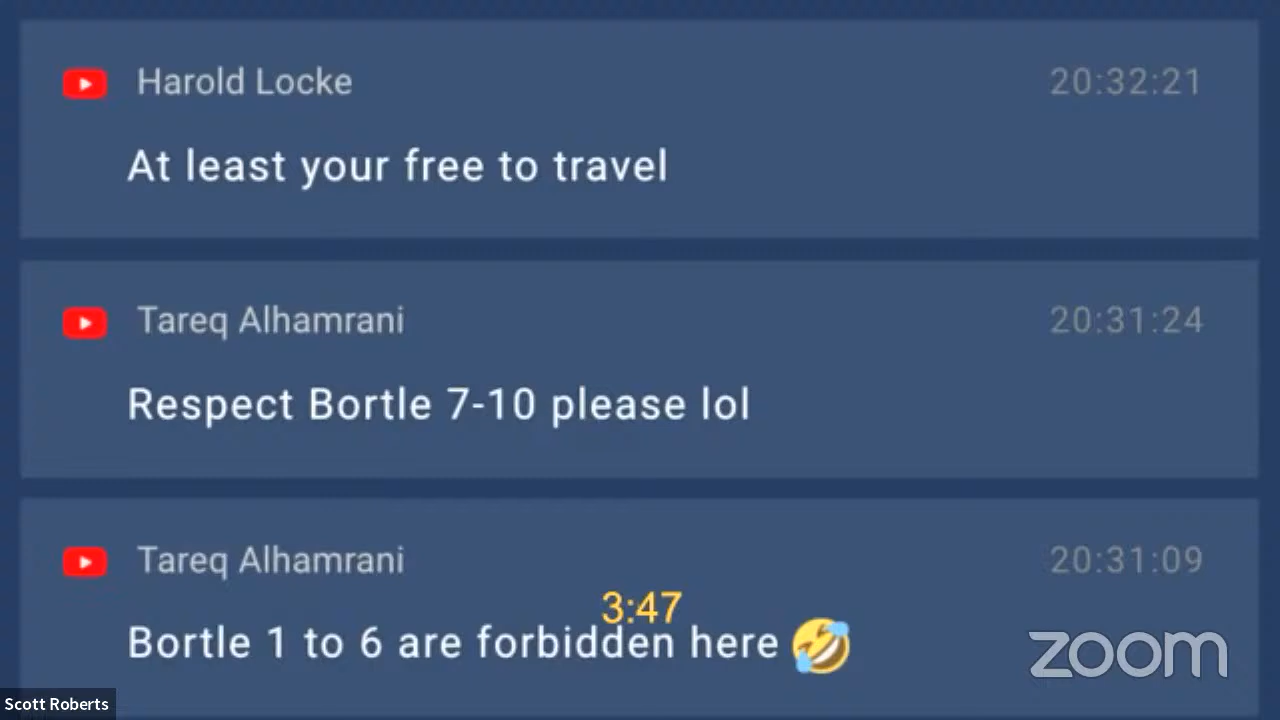 Harold Locke 20:32:21
At least your free to travel
Tareq Alhamrani 20:31:24
Respect Bortle 7-10 please lol
Tareq Alhamrani 20:31:09
3:47
Bortle 1 to 6 are forbidden here 🤣
zoom
Scott Roberts